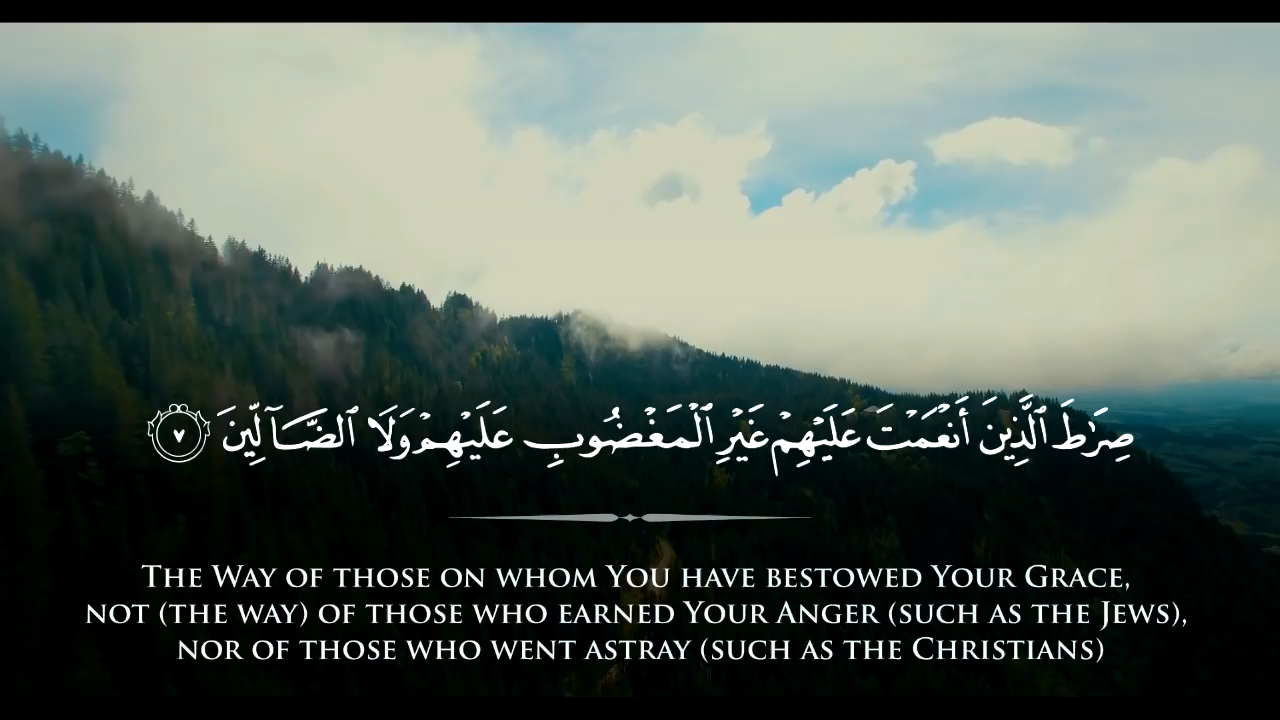 صِرَٰطَ ٱلَّذِينَ أَنْعَمْتَ عَلَيْهِمْ غَيْرِ ٱلْمَغْضُوبِ عَلَيْهِمْ وَلَا ٱلضَّآلِّينَ ٧
The Way of those on whom You have bestowed Your Grace,
not (the way) of those who earned Your Anger (such as the Jews),
nor of those who went astray (such as the Christians)